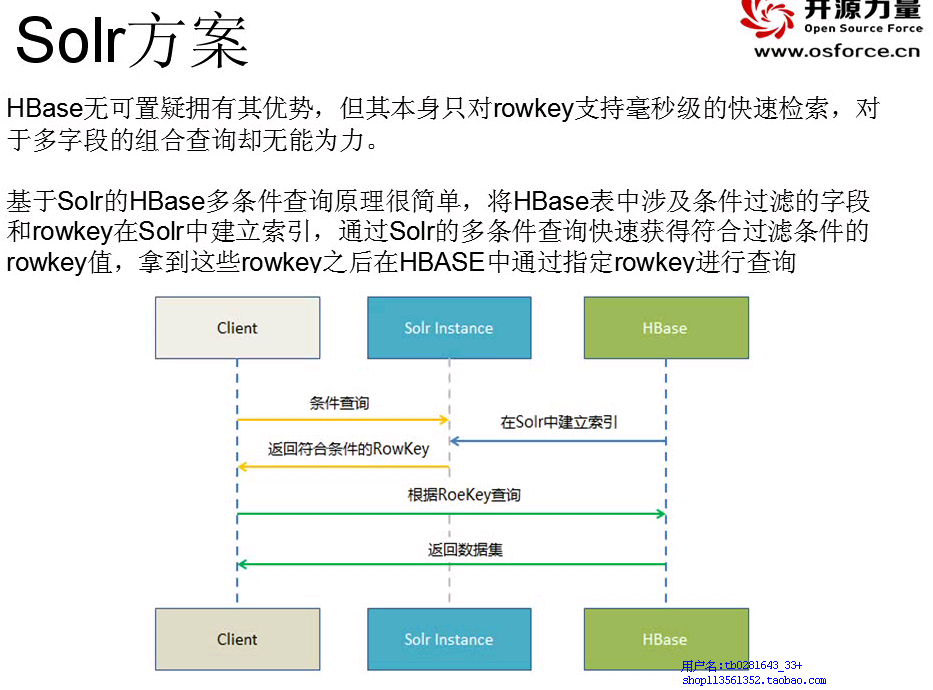 Solr方案
开源力量
Open Source Force
www.osforce.cn
HBase无可置疑拥有其优势，但其本身只对rowkey支持毫秒级的快速检索，对
于多字段的组合查询却无能为力。
基于Solr的HBase多条件查询原理很简单，将HBase表中涉及条件过滤的字段
和rowkey在Solr中建立索引，通过Solr的多条件查询快速获得符合过滤条件的
rowkey值，拿到这些rowkey之后在HBASE中通过指定rowkey进行查询
Client
Solr Instance
HBase
条件查询
在Solr中建立索引
返回符合条件的RowKey
根据RoeKey查询
返回数据集
Client
Solr Instance
HBase
用户名:tb0281643_33+
shop113561352.taobao.com